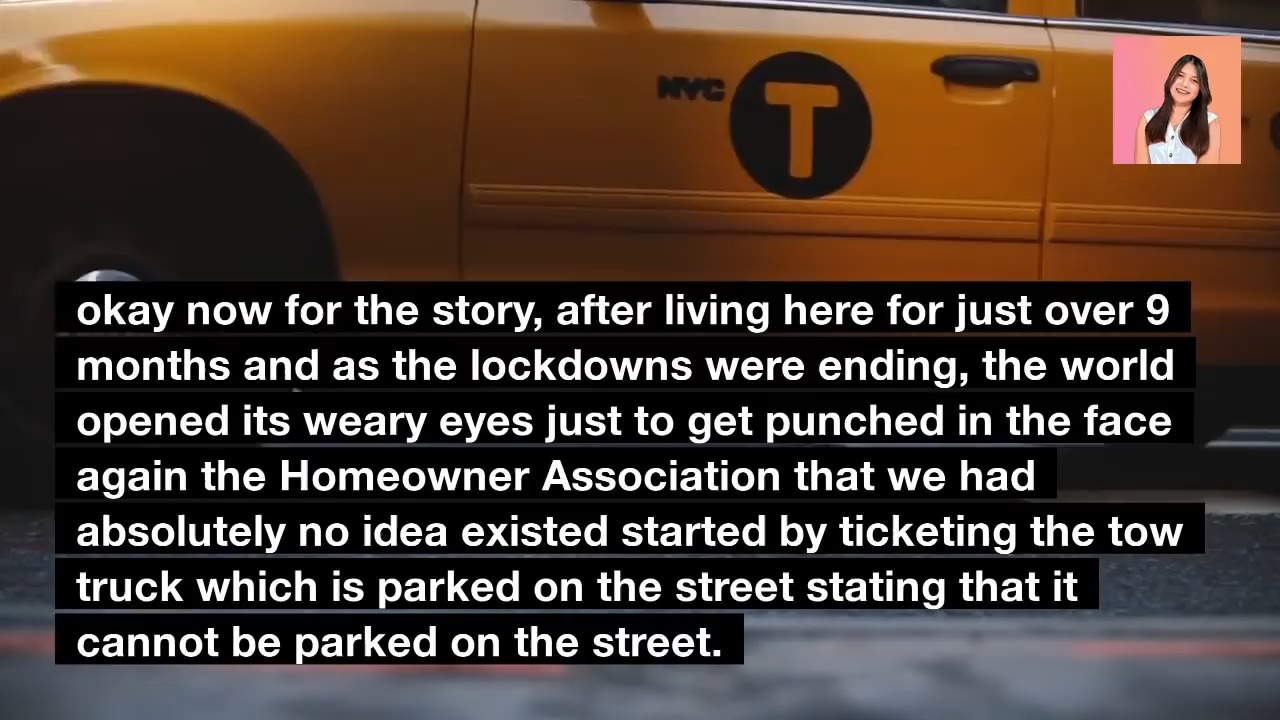 NYC T
okay now for the story, after living here for just over 9
months and as the lockdowns were ending, the world
opened its weary eyes just to get punched in the face
again the Homeowner Association that we had
absolutely no idea existed started by ticketing the tow
truck which is parked on the street stating that it
cannot be parked on the street.